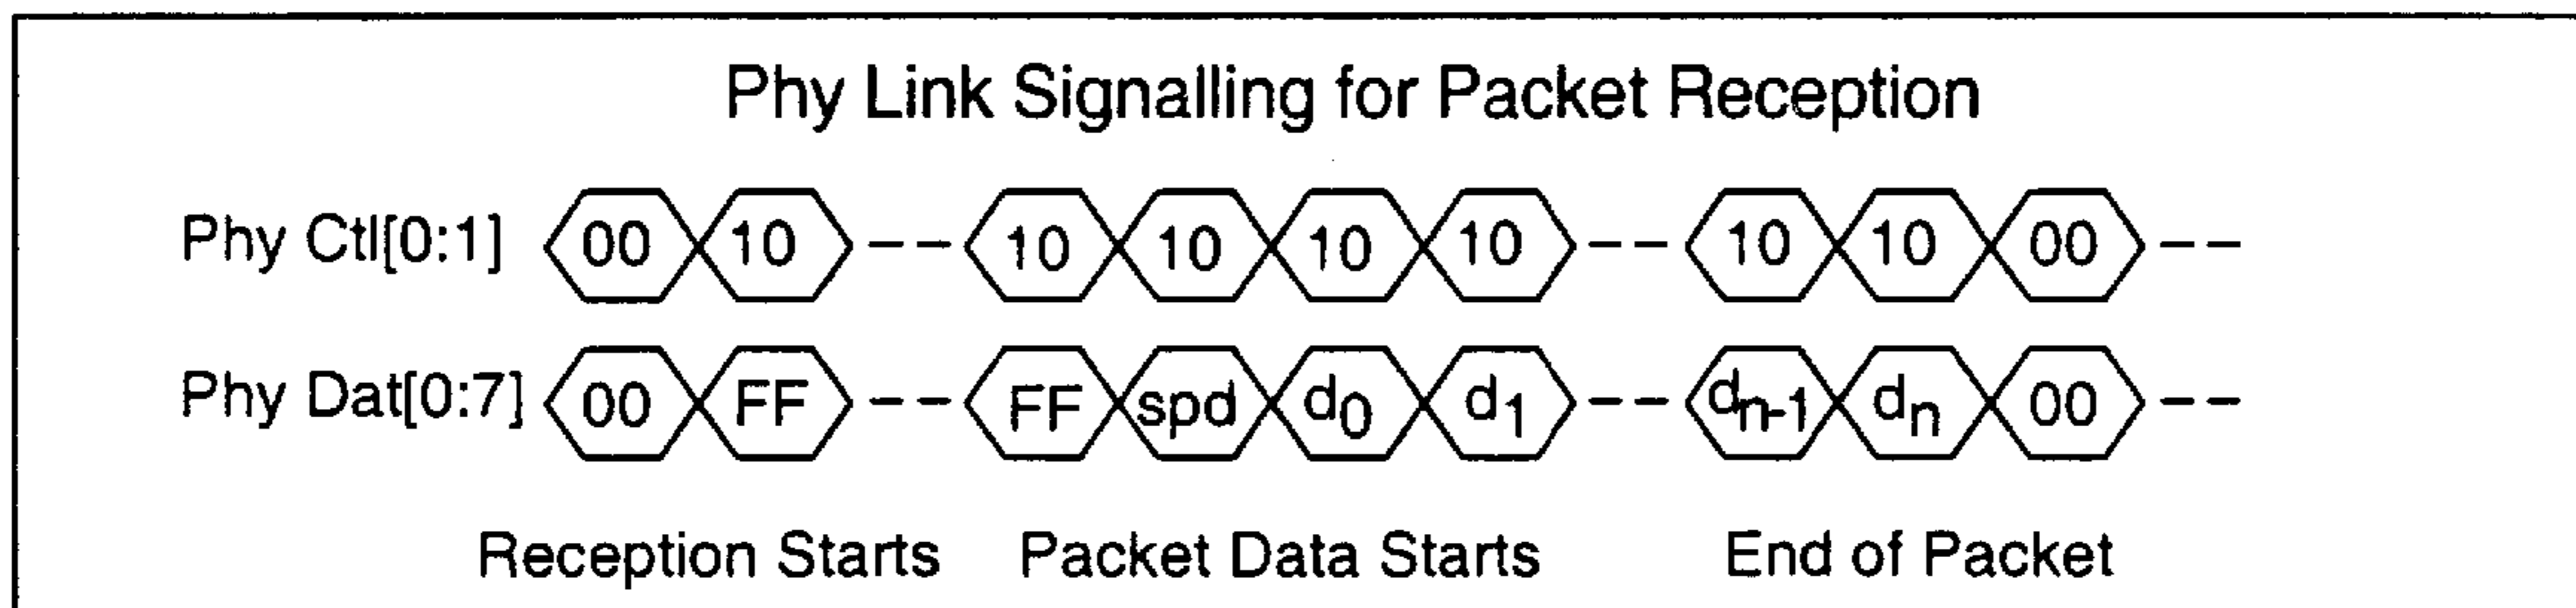 Phy Link Signalling for Packet Reception
Phy Ctl[0:1] 00 10 10 10 10 10 10 10 00
Phy Dat[0:7] 00 FF FF spd d0 d1 dn-1 dn 00
Reception Starts Packet Data Starts End of Packet